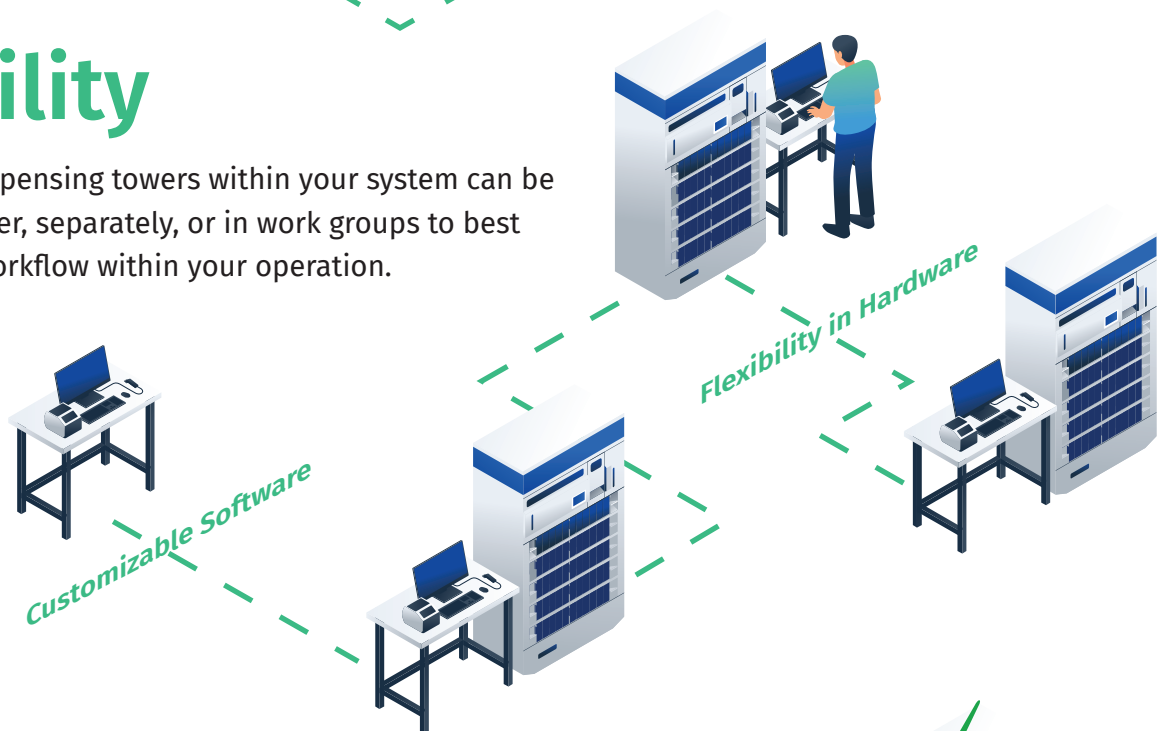 ility
pensing towers within your system can be
er, separately, or in work groups to best
orkflow within your operation.
Flexibility in Hardware
Customizable Software